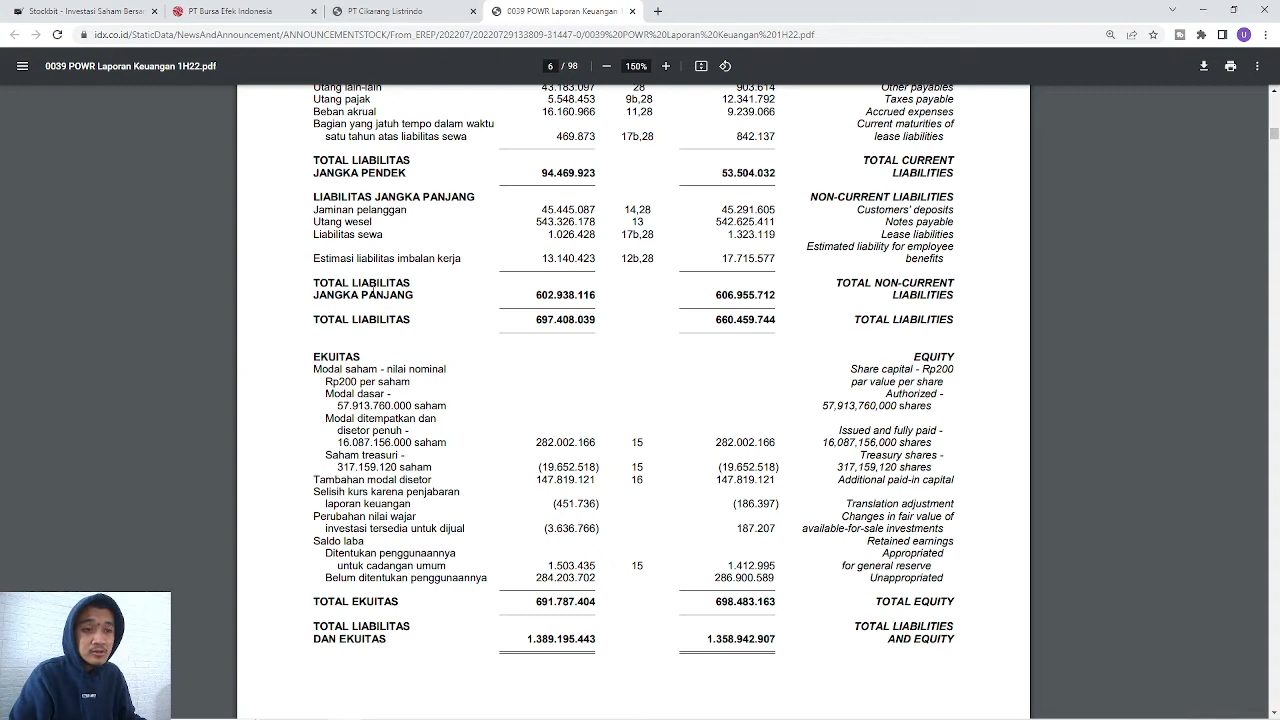 Stockbit - Investasi Saham Bersa
PT Bursa Efek Indonesia
PT Cikarang Listrindo
0039 POWR Laporan Keuangan
idx.co.id/StaticData/NewsAndAnnouncement/ANNOUNCEMENTSTOCK/From_EREP/202207/20220729133809-31447-0/0039%20POWR%20Laporan%20Keuangan%201H22.pdf
U
0039 POWR Laporan Keuangan 1H22.pdf
6 / 98
150%
Utang lain-lain 43.183.097 28 903.614 Other payables
Utang pajak 5.548.453 9b,28 12.341.792 Taxes payable
Beban akrual 16.160.966 11,28 9.239.066 Accrued expenses
Bagian yang jatuh tempo dalam waktu Current maturities of
satu tahun atas liabilitas sewa 469.873 17b,28 842.137 lease liabilities
TOTAL LIABILITAS TOTAL CURRENT
JANGKA PENDEK 94.469.923 53.504.032 LIABILITIES
LIABILITAS JANGKA PANJANG NON-CURRENT LIABILITIES
Jaminan pelanggan 45.445.087 14,28 45.291.605 Customers' deposits
Utang wesel 543.326.178 13 542.625.411 Notes payable
Liabilitas sewa 1.026.428 17b,28 1.323.119 Lease liabilities
Estimated liability for employee
Estimasi liabilitas imbalan kerja 13.140.423 12b,28 17.715.577 benefits
TOTAL LIABILITAS TOTAL NON-CURRENT
JANGKA PANJANG 602.938.116 606.955.712 LIABILITIES
TOTAL LIABILITAS 697.408.039 660.459.744 TOTAL LIABILITIES
EKUITAS EQUITY
Modal saham - nilai nominal Share capital - Rp200
Rp200 per saham par value per share
Modal dasar - Authorized -
57.913.760.000 saham 57,913,760,000 shares
Modal ditempatkan dan
disetor penuh - Issued and fully paid -
16.087.156.000 saham 282.002.166 15 282.002.166 16,087,156,000 shares
Saham treasuri - Treasury shares -
317.159.120 saham (19.652.518) 15 (19.652.518) 317,159,120 shares
Tambahan modal disetor 147.819.121 16 147.819.121 Additional paid-in capital
Selisih kurs karena penjabaran
laporan keuangan (451.736) (186.397) Translation adjustment
Perubahan nilai wajar Changes in fair value of
investasi tersedia untuk dijual (3.636.766) 187.207 available-for-sale investments
Saldo laba Retained earnings
Ditentukan penggunaannya Appropriated
untuk cadangan umum 1.503.435 15 1.412.995 for general reserve
Belum ditentukan penggunaannya 284.203.702 286.900.589 Unappropriated
TOTAL EKUITAS 691.787.404 698.483.163 TOTAL EQUITY
TOTAL LIABILITAS TOTAL LIABILITIES
DAN EKUITAS 1.389.195.443 1.358.942.907 AND EQUITY